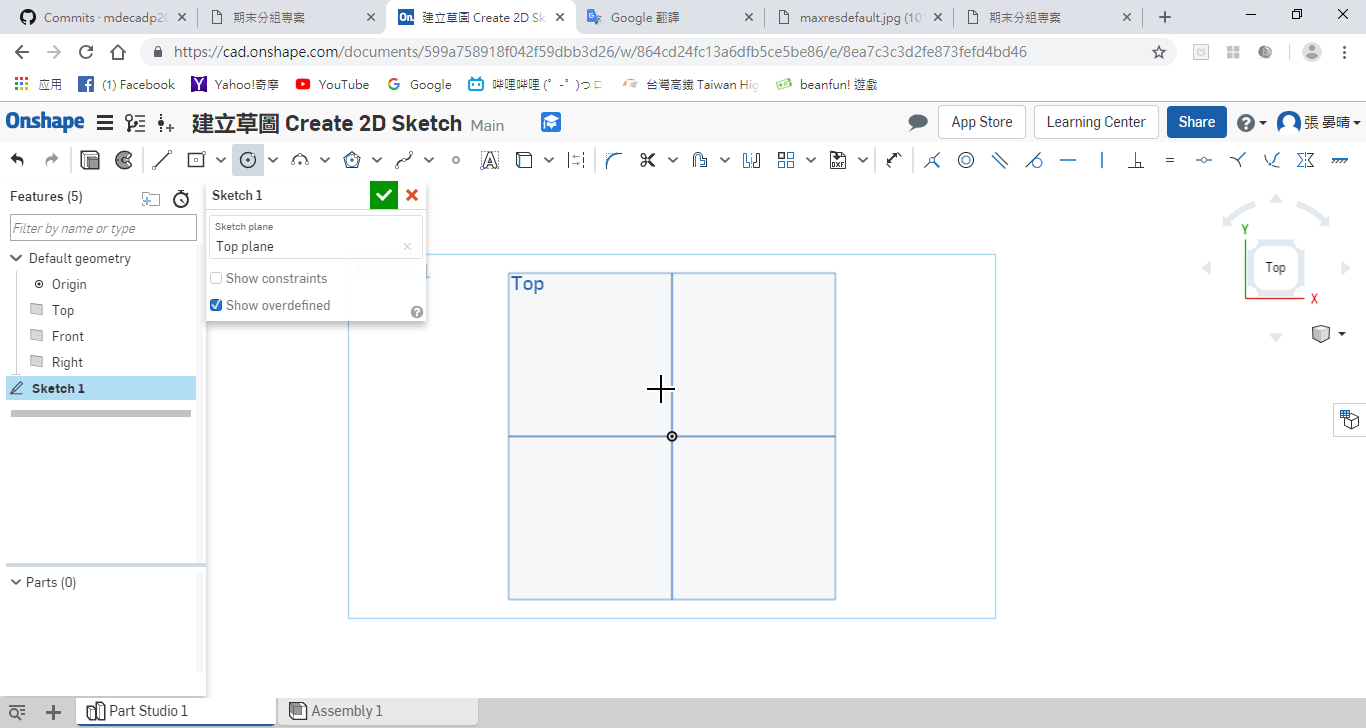 Commits · mdecadp20
期末分組專案
On.
建立草圖 Create 2D Sk
Google 翻譯
maxresdefault.jpg (10
期末分組專案
https://cad.onshape.com/documents/599a758918f042f59dbb3d26/w/864cd24fc13a6dfb5ce5be86/e/8ea7c3c3d2fe873fefd4bd46
应用
(1) Facebook
Yahoo!奇摩
YouTube
Google
哔哩哔哩 (゜-゜)つロ
台灣高鐵 Taiwan Hig
beanfun! 遊戲
Onshape
建立草圖 Create 2D Sketch
Main
App Store
Learning Center
Share
張 晏晴
DXF
Features (5)
Sketch 1
Filter by name or type
Sketch plane
Top plane
Default geometry
Show constraints
Origin
Show overdefined
Top
Front
Right
Sketch 1
Top
Y
Top
X
Parts (0)
Part Studio 1
Assembly 1